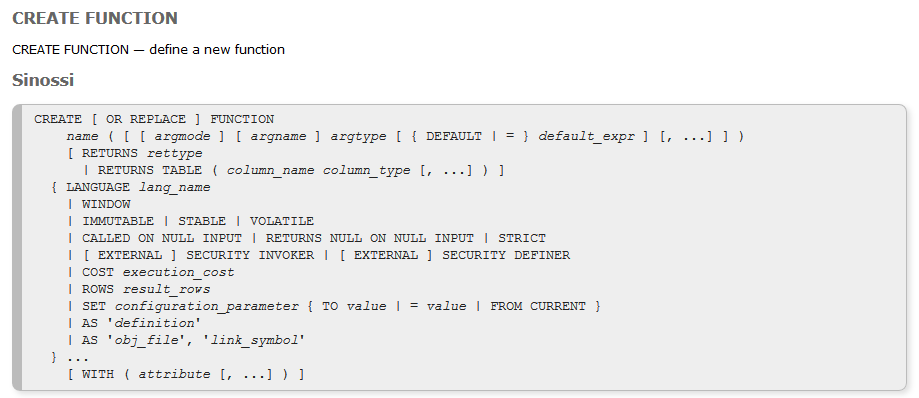 CREATE FUNCTION
CREATE FUNCTION — define a new function
Sinossi
CREATE [ OR REPLACE ] FUNCTION
    name ( [ [ argmode ] [ argname ] argtype [ { DEFAULT | = } default_expr ] [, ...] ] )
    [ RETURNS rettype
      | RETURNS TABLE ( column_name column_type [, ...] ) ]
  { LANGUAGE lang_name
    | WINDOW
    | IMMUTABLE | STABLE | VOLATILE
    | CALLED ON NULL INPUT | RETURNS NULL ON NULL INPUT | STRICT
    | [ EXTERNAL ] SECURITY INVOKER | [ EXTERNAL ] SECURITY DEFINER
    | COST execution_cost
    | ROWS result_rows
    | SET configuration_parameter { TO value | = value | FROM CURRENT }
    | AS 'definition'
    | AS 'obj_file', 'link_symbol'
  } ...
    [ WITH ( attribute [, ...] ) ]